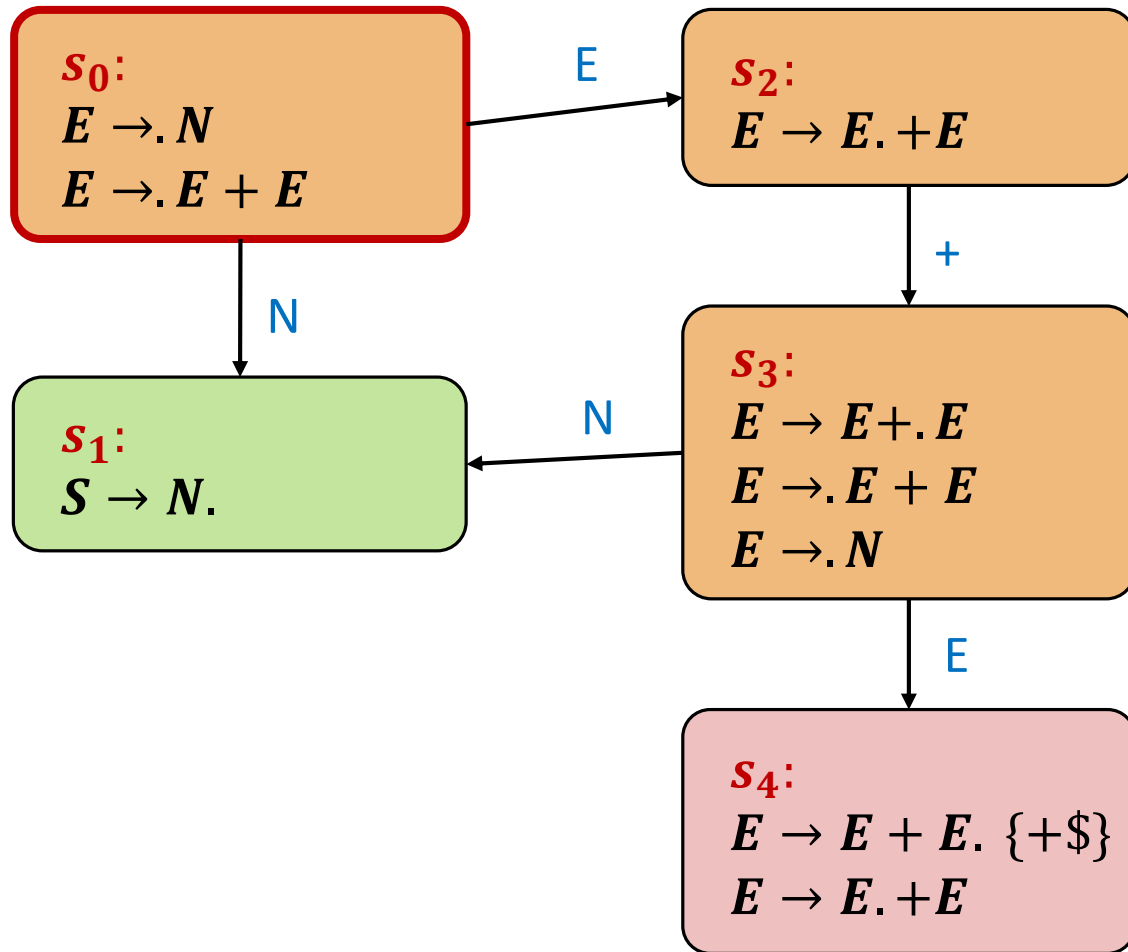 s₀:
E →. N
E →. E + E
E
s₂:
E → E. +E
N
+
s₁:
S → N.
N
s₃:
E → E+. E
E →. E + E
E →. N
E
s₄:
E → E + E. {+$}
E → E. +E